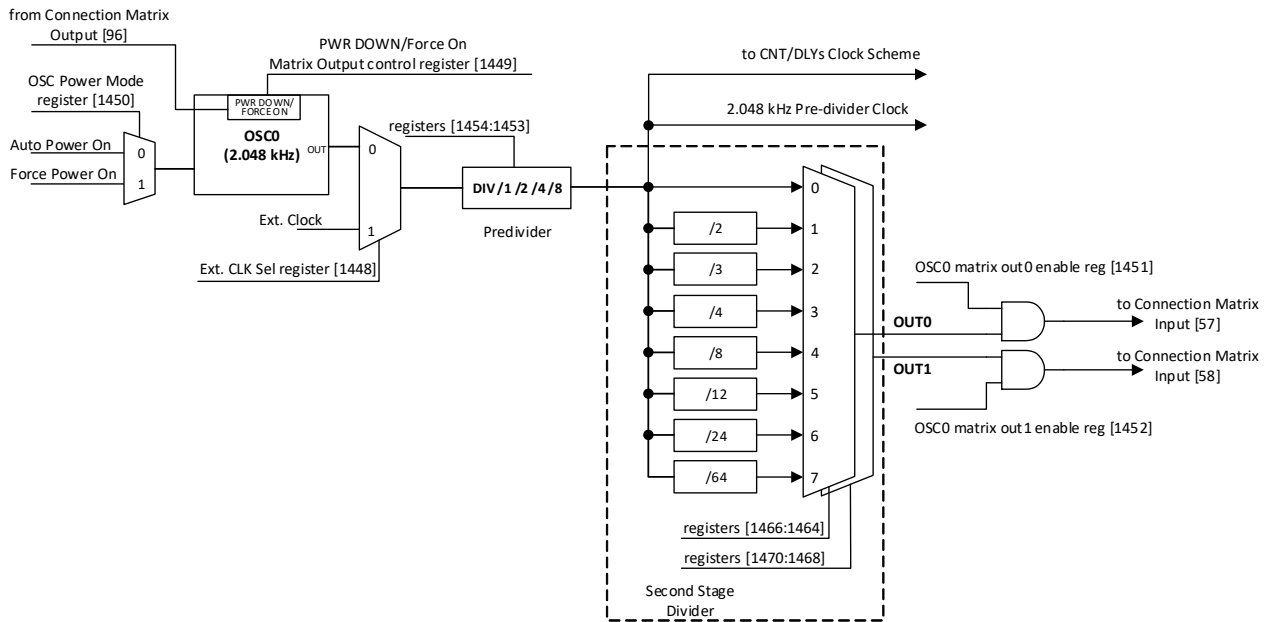 from Connection Matrix
Output [96]
PWR DOWN/Force On
Matrix Output control register [1449]
to CNT/DLYs Clock Scheme
OSC Power Mode
register [1450]
PWR DOWN/
FORCE ON
2.048 kHz Pre-divider Clock
registers [1454:1453]
OSC0
(2.048 kHz)
OUT
Auto Power On
0
Force Power On
1
0
DIV /1 /2 /4 /8
0
Ext. Clock
1
Predivider
/2
1
Ext. CLK Sel register [1448]
/3
2
OSC0 matrix out0 enable reg [1451]
/4
3
OUT0
to Connection Matrix
Input [57]
/8
4
OUT1
to Connection Matrix
Input [58]
/12
5
OSC0 matrix out1 enable reg [1452]
/24
6
/64
7
registers [1466:1464]
registers [1470:1468]
Second Stage
Divider